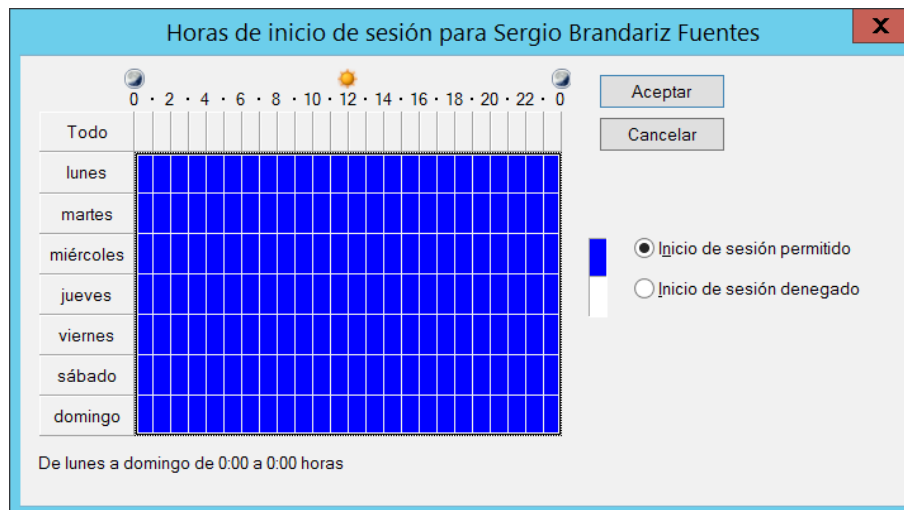 Horas de inicio de sesión para Sergio Brandariz Fuentes
X
0 · 2 · 4 · 6 · 8 · 10 · 12 · 14 · 16 · 18 · 20 · 22 · 0
Aceptar
Cancelar
Todo
lunes
martes
miércoles
jueves
viernes
sábado
domingo
Inicio de sesión permitido
Inicio de sesión denegado
De lunes a domingo de 0:00 a 0:00 horas